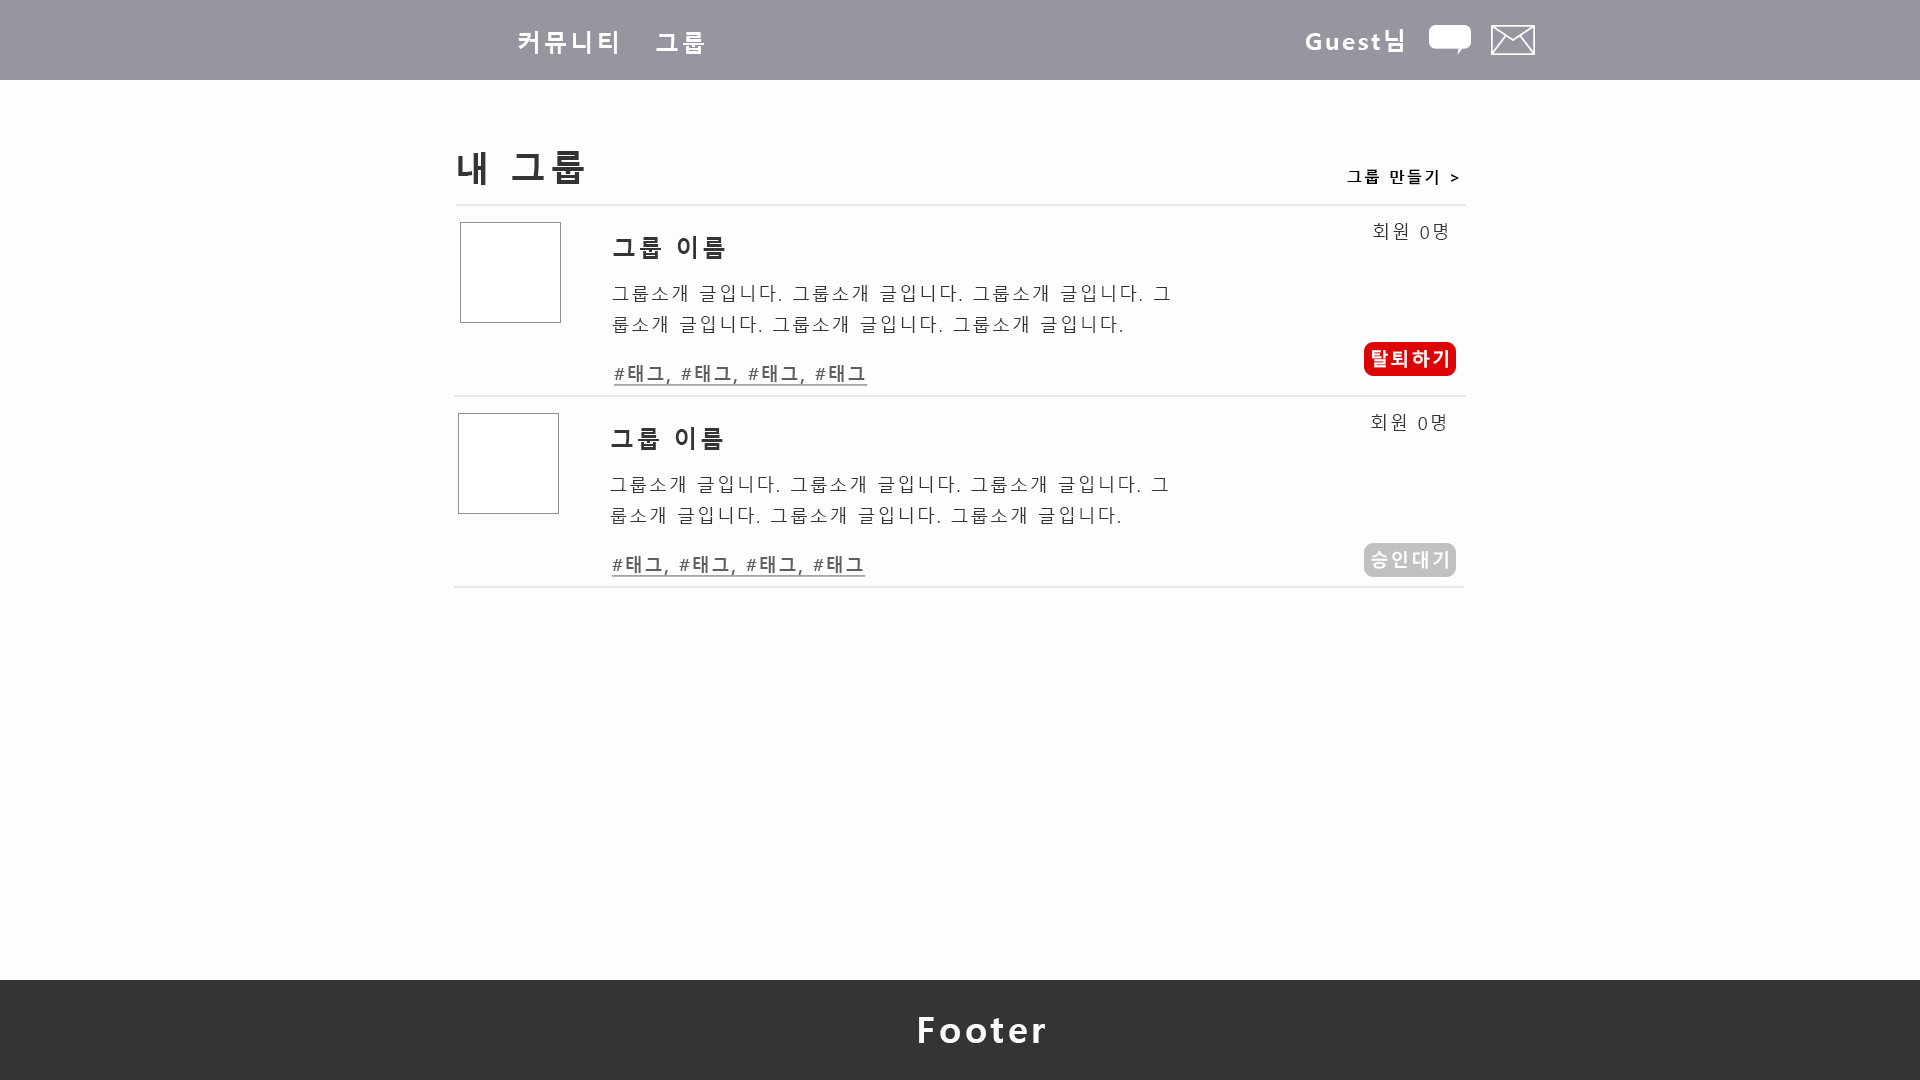 커뮤니티 그룹 Guest님
내 그룹
그룹 만들기 >
그룹 이름
회원 0명
그룹소개 글입니다. 그룹소개 글입니다. 그룹소개 글입니다. 그
룹소개 글입니다. 그룹소개 글입니다. 그룹소개 글입니다.
#태그, #태그, #태그, #태그
탈퇴하기
그룹 이름
회원 0명
그룹소개 글입니다. 그룹소개 글입니다. 그룹소개 글입니다. 그
룹소개 글입니다. 그룹소개 글입니다. 그룹소개 글입니다.
#태그, #태그, #태그, #태그
승인대기
Footer